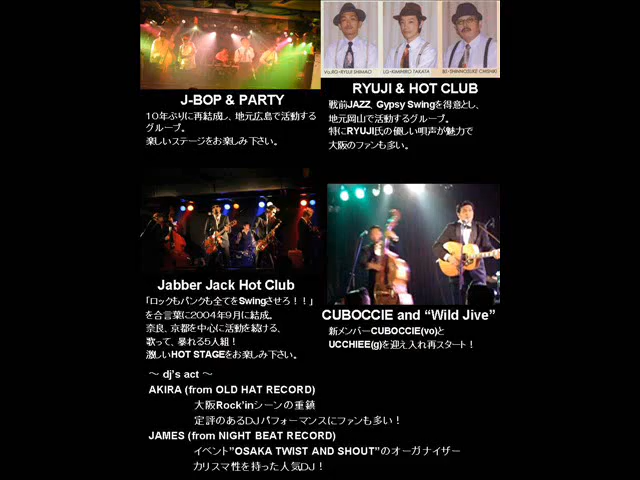 J-BOP & PARTY
１０年ぶりに再結成し、地元広島で活動する
グループ。
楽しいステージをお楽しみ下さい。
Vo,RG・RYUJI SHIMAO
LG・KIMIHIRO TAKATA
RYUJI & HOT CLUB
戦前JAZZ, Gypsy Swingを得意とし、
地元岡山で活動するグループ。
特にRYUJI氏の優しい唄声が魅力で
大阪のファンも多い。
Jabber Jack Hot Club
「ロックもパンクも全てをSwingさせろ！！」
を合言葉に２００４年９月に結成。
奈良、京都を中心に活動を続ける、
歌って、暴れる５人組！
激しいHOT STAGEをお楽しみ下さい。
CUBOCCIE and “Wild Jive”
新メンバーCUBOCCIE(vo)と
UCCHIEE(g)を迎え入れ再スタート！
～ dj’s act ～
AKIRA (from OLD HAT RECORD)
大阪Rock’inシーンの重鎮
定評のあるDJパフォーマンスにファンも多い！
JAMES (from NIGHT BEAT RECORD)
イベント”OSAKA TWIST AND SHOUT”のオーガナイザー
カリスマ性を持った人気DJ！